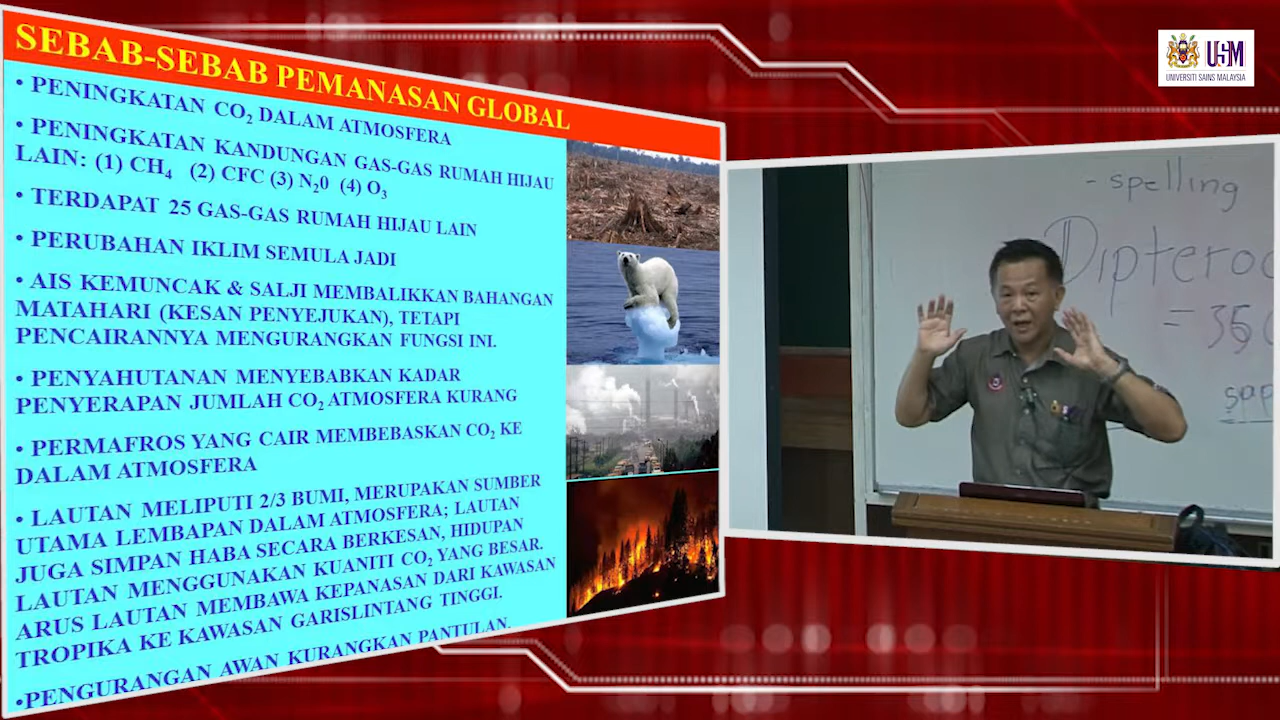 SEBAB-SEBAB PEMANASAN GLOBAL
• PENINGKATAN CO₂ DALAM ATMOSFERA
• PENINGKATAN KANDUNGAN GAS-GAS RUMAH HIJAU
LAIN: (1) CH₄ (2) CFC (3) N₂0 (4) O₃
• TERDAPAT 25 GAS-GAS RUMAH HIJAU LAIN
• PERUBAHAN IKLIM SEMULA JADI
• AIS KEMUNCAK & SALJI MEMBALIKKAN BAHANGAN
MATAHARI (KESAN PENYEJUKAN), TETAPI
PENCAIRANNYA MENGURANGKAN FUNGSI INI.
• PENYAHUTANAN MENYEBABKAN KADAR
PENYERAPAN JUMLAH CO₂ ATMOSFERA KURANG
• PERMAFROS YANG CAIR MEMBEBASKAN CO₂ KE
DALAM ATMOSFERA
• LAUTAN MELIPUTI 2/3 BUMI, MERUPAKAN SUMBER
UTAMA LEMBAPAN DALAM ATMOSFERA; LAUTAN
JUGA SIMPAN HABA SECARA BERKESAN, HIDUPAN
LAUTAN MENGGUNAKAN KUANITI CO₂ YANG BESAR.
ARUS LAUTAN MEMBAWA KEPANASAN DARI KAWASAN
TROPIKA KE KAWASAN GARISLINTANG TINGGI.
•PENGURANGAN AWAN KURANGKAN PANTULAN.
USM
UNIVERSITI SAINS MALAYSIA
- spelling
Dipteroc